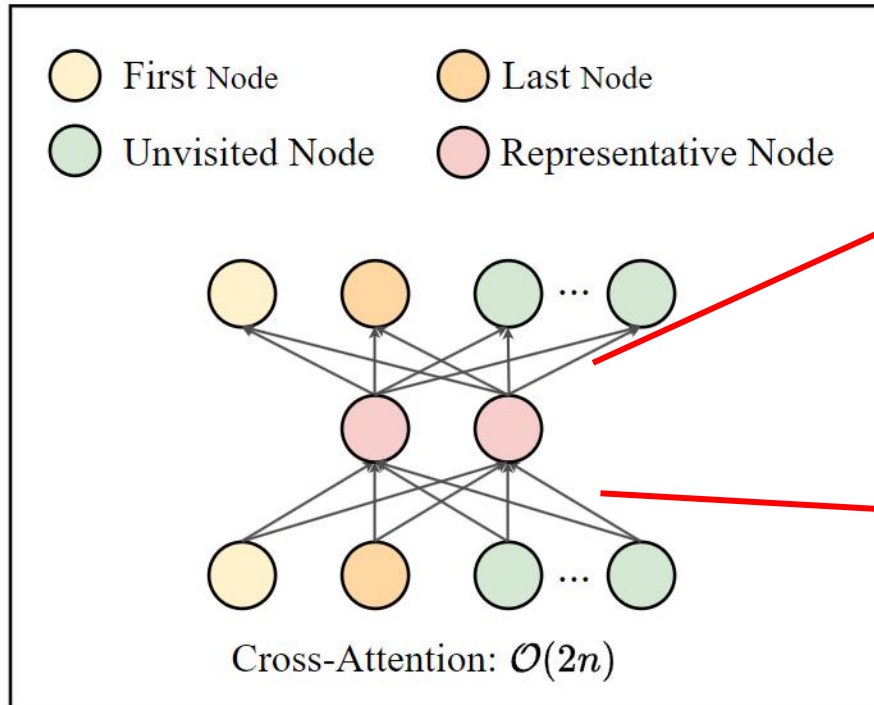 First Node
Last Node
Unvisited Node
Representative Node
...
...
Cross-Attention: 𝒪(2n)